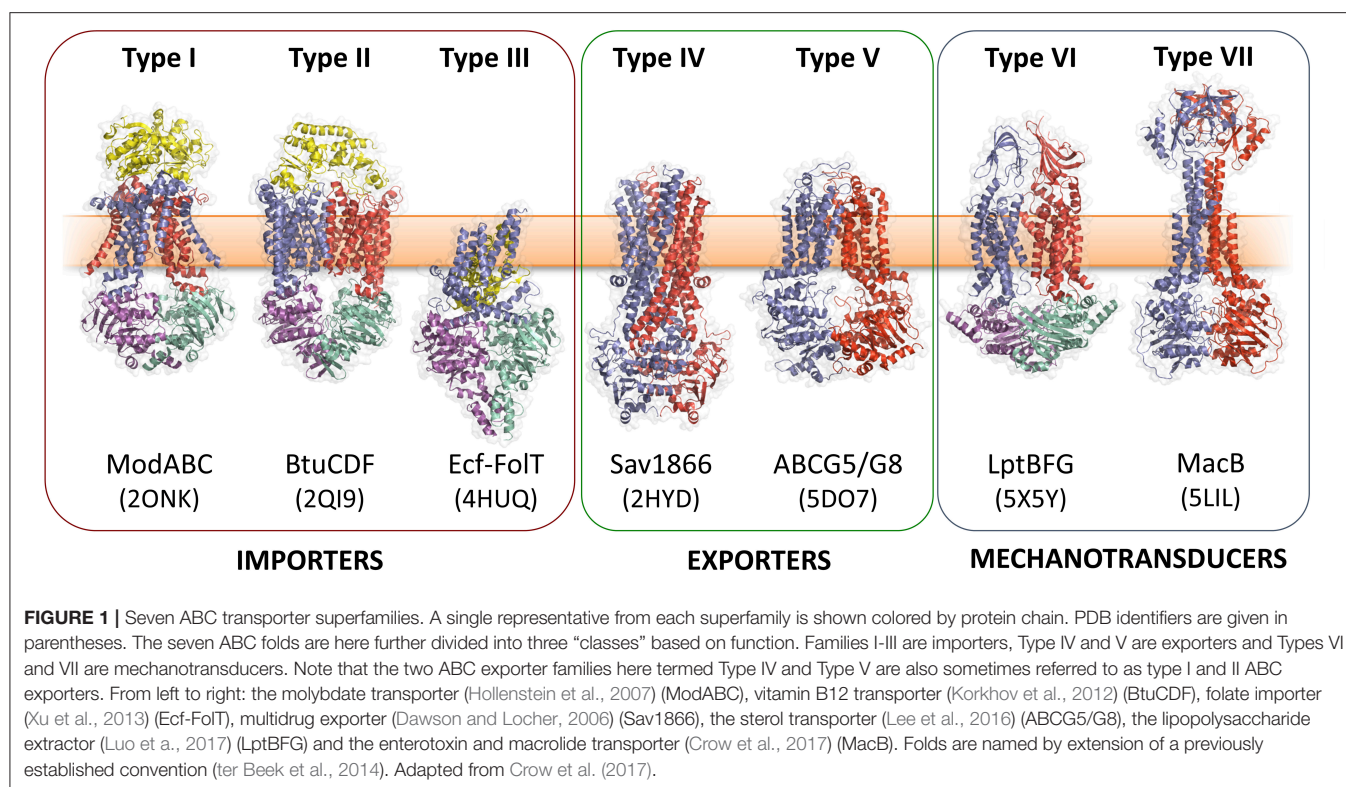 Type I Type II Type III Type IV Type V Type VI Type VII
ModABC BtuCDF Ecf-FolT Sav1866 ABCG5/G8 LptBFG MacB
(2ONK) (2QI9) (4HUQ) (2HYD) (5DO7) (5X5Y) (5LIL)
IMPORTERS EXPORTERS MECHANOTRANSDUCERS
FIGURE 1 | Seven ABC transporter superfamilies. A single representative from each superfamily is shown colored by protein chain. PDB identifiers are given in
parentheses. The seven ABC folds are here further divided into three “classes” based on function. Families I-III are importers, Type IV and V are exporters and Types VI
and VII are mechanotransducers. Note that the two ABC exporter families here termed Type IV and Type V are also sometimes referred to as type I and II ABC
exporters. From left to right: the molybdate transporter (Hollenstein et al., 2007) (ModABC), vitamin B12 transporter (Korkhov et al., 2012) (BtuCDF), folate importer
(Xu et al., 2013) (Ecf-FolT), multidrug exporter (Dawson and Locher, 2006) (Sav1866), the sterol transporter (Lee et al., 2016) (ABCG5/G8), the lipopolysaccharide
extractor (Luo et a., 2017) (LptBFG) and the enterotoxin and macrolide transporter (Crow et al., 2017) (MacB). Folds are named by extension of a previously
established convention (ter Beek et al., 2014). Adapted from Crow et al. (2017).